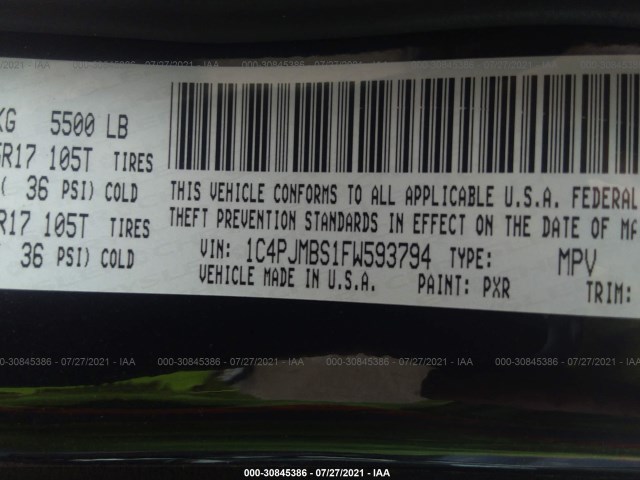 000-30845386 - 07/27/2021 - IAA
KG 5500 LB
R17 105T TIRES
( 36 PSI) COLD
R17 105T TIRES
36 PSI) COLD
THIS VEHICLE CONFORMS TO ALL APPLICABLE U.S.A. FEDERAL
THEFT PREVENTION STANDARDS IN EFFECT ON THE DATE OF MA
VIN: 1C4PJMBS1FW593794 TYPE: MPV
VEHICLE MADE IN U.S.A. PAINT: PXR TRIM:
000-30845386 - 07/27/2021 - IAA
000-30845386 - 07/27/2021 - IAA
000-30845386 - 07/27/2021 - IAA